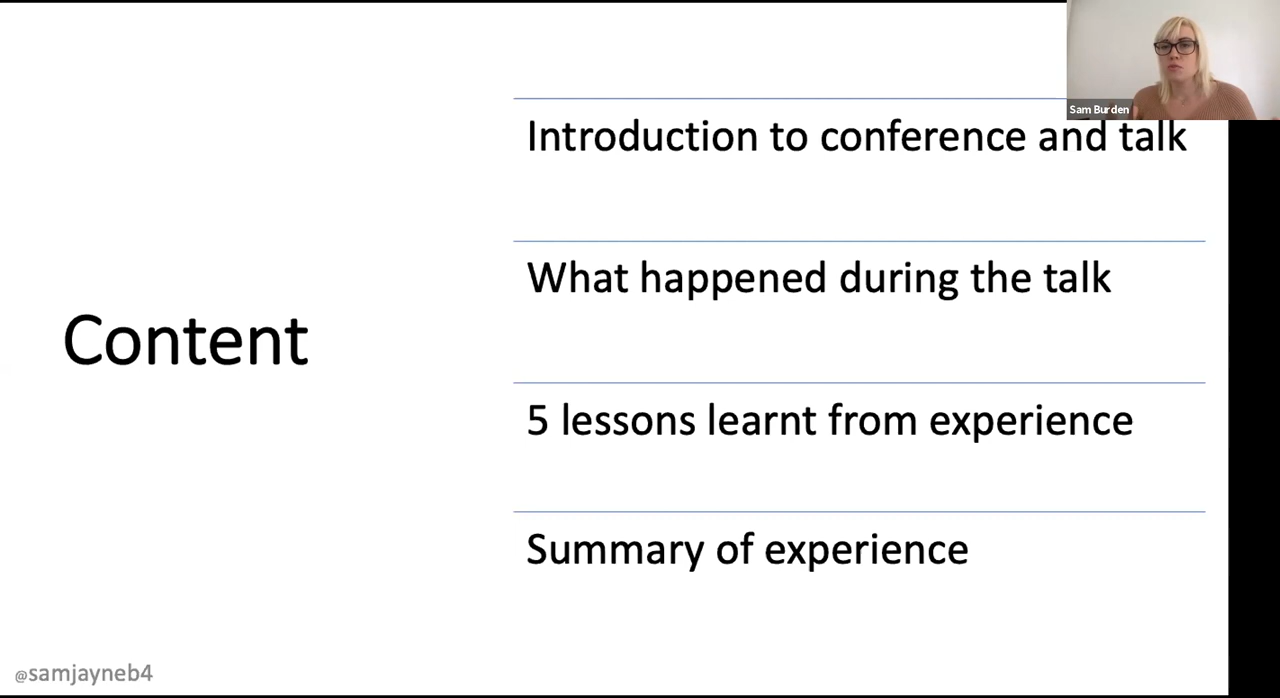 Sam Burden
Introduction to conference and talk
What happened during the talk
Content
5 lessons learnt from experience
Summary of experience
@samjayneb4